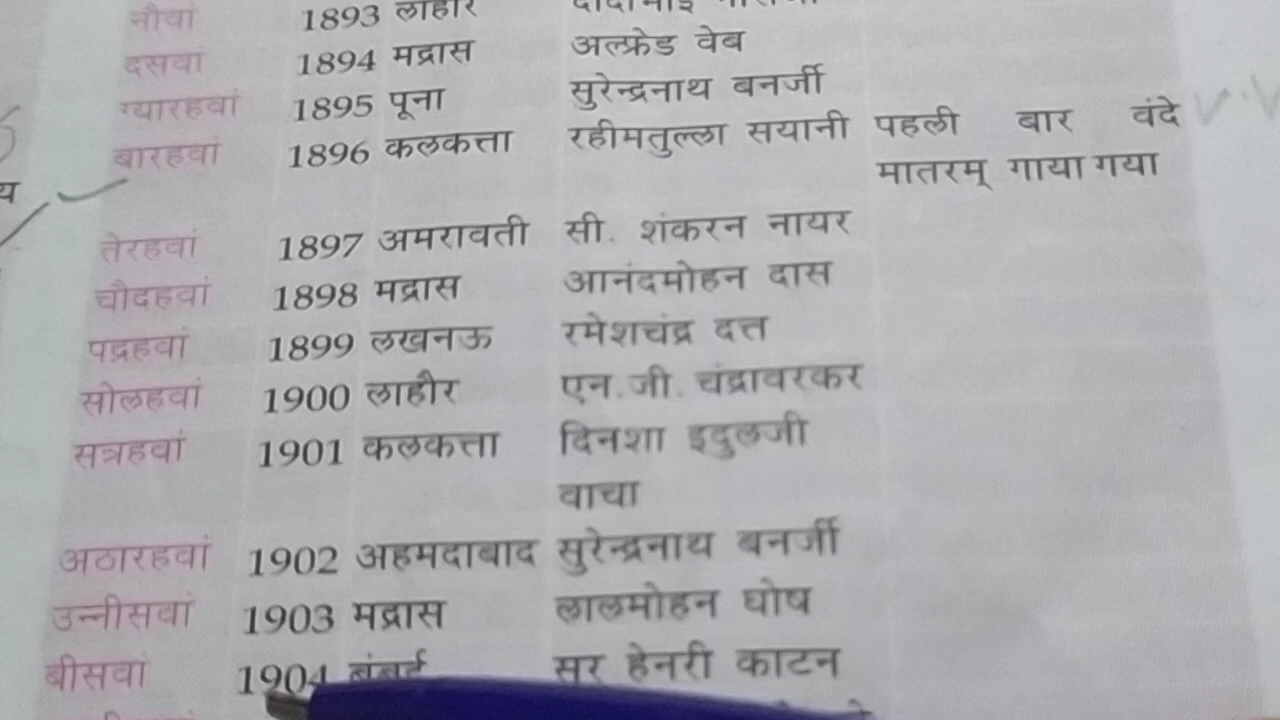 नौवां 1893 लाहौर
दसवां 1894 मद्रास अल्फ्रेड वेब
ग्यारहवां 1895 पूना सुरेन्द्रनाथ बनर्जी
बारहवां 1896 कलकत्ता रहीमतुल्ला सयानी पहली बार वंदे
मातरम् गाया गया
य
तेरहवां 1897 अमरावती सी. शंकरन नायर
चौदहवां 1898 मद्रास आनंदमोहन दास
पद्रहवां 1899 लखनऊ रमेशचंद्र दत्त
सोलहवां 1900 लाहौर एन.जी. चंद्रावरकर
सत्रहवां 1901 कलकत्ता दिनशा इदुलजी
वाचा
अठारहवां 1902 अहमदाबाद सुरेन्द्रनाथ बनर्जी
उन्नीसवां 1903 मद्रास लालमोहन घोष
बीसवां 1904 बंबई सर हेनरी काटन